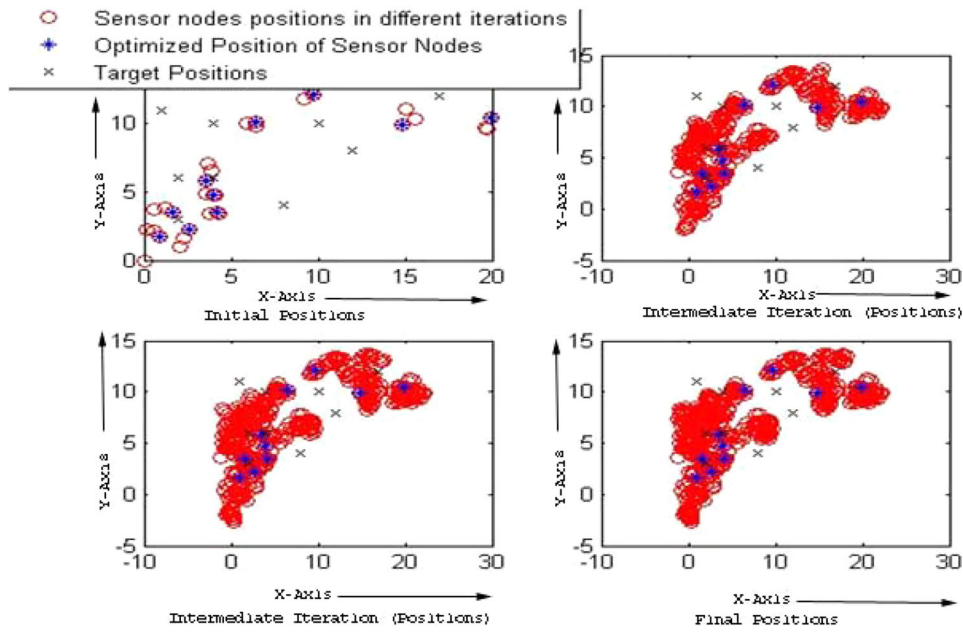 Sensor nodes positions in different iterations
Optimized Position of Sensor Nodes
Target Positions
10
5
0
0 5 10 15 20
Y-Axis
X-Axis
Initial Positions
15
10
5
0
-5
-10 0 10 20 30
Y-Axis
X-Axis
Intermediate Iteration (Positions)
15
10
5
0
-5
-10 0 10 20 30
Y-Axis
X-Axis
Intermediate Iteration (Positions)
15
10
5
0
-5
-10 0 10 20 30
Y-Axis
X-Axis
Final Positions